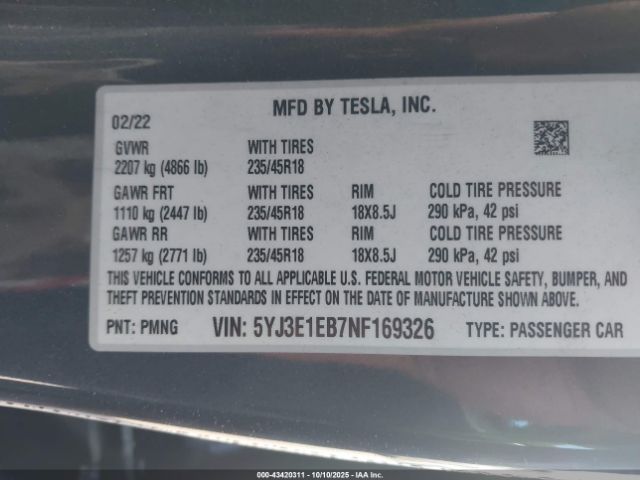 MFD BY TESLA, INC.
02/22
GVWR WITH TIRES
2207 kg (4866 lb) 235/45R18
GAWR FRT WITH TIRES RIM COLD TIRE PRESSURE
1110 kg (2447 lb) 235/45R18 18X8.5J 290 kPa, 42 psi
GAWR RR WITH TIRES RIM COLD TIRE PRESSURE
1257 kg (2771 lb) 235/45R18 18X8.5J 290 kPa, 42 psi
THIS VEHICLE CONFORMS TO ALL APPLICABLE U.S. FEDERAL MOTOR VEHICLE SAFETY, BUMPER, AND
THEFT PREVENTION STANDARDS IN EFFECT ON THE DATE OF MANUFACTURE SHOWN ABOVE.
PNT: PMNG VIN: 5YJ3E1EB7NF169326 TYPE: PASSENGER CAR
000-43420311 - 10/10/2025 - IAA Holdings, LLC.